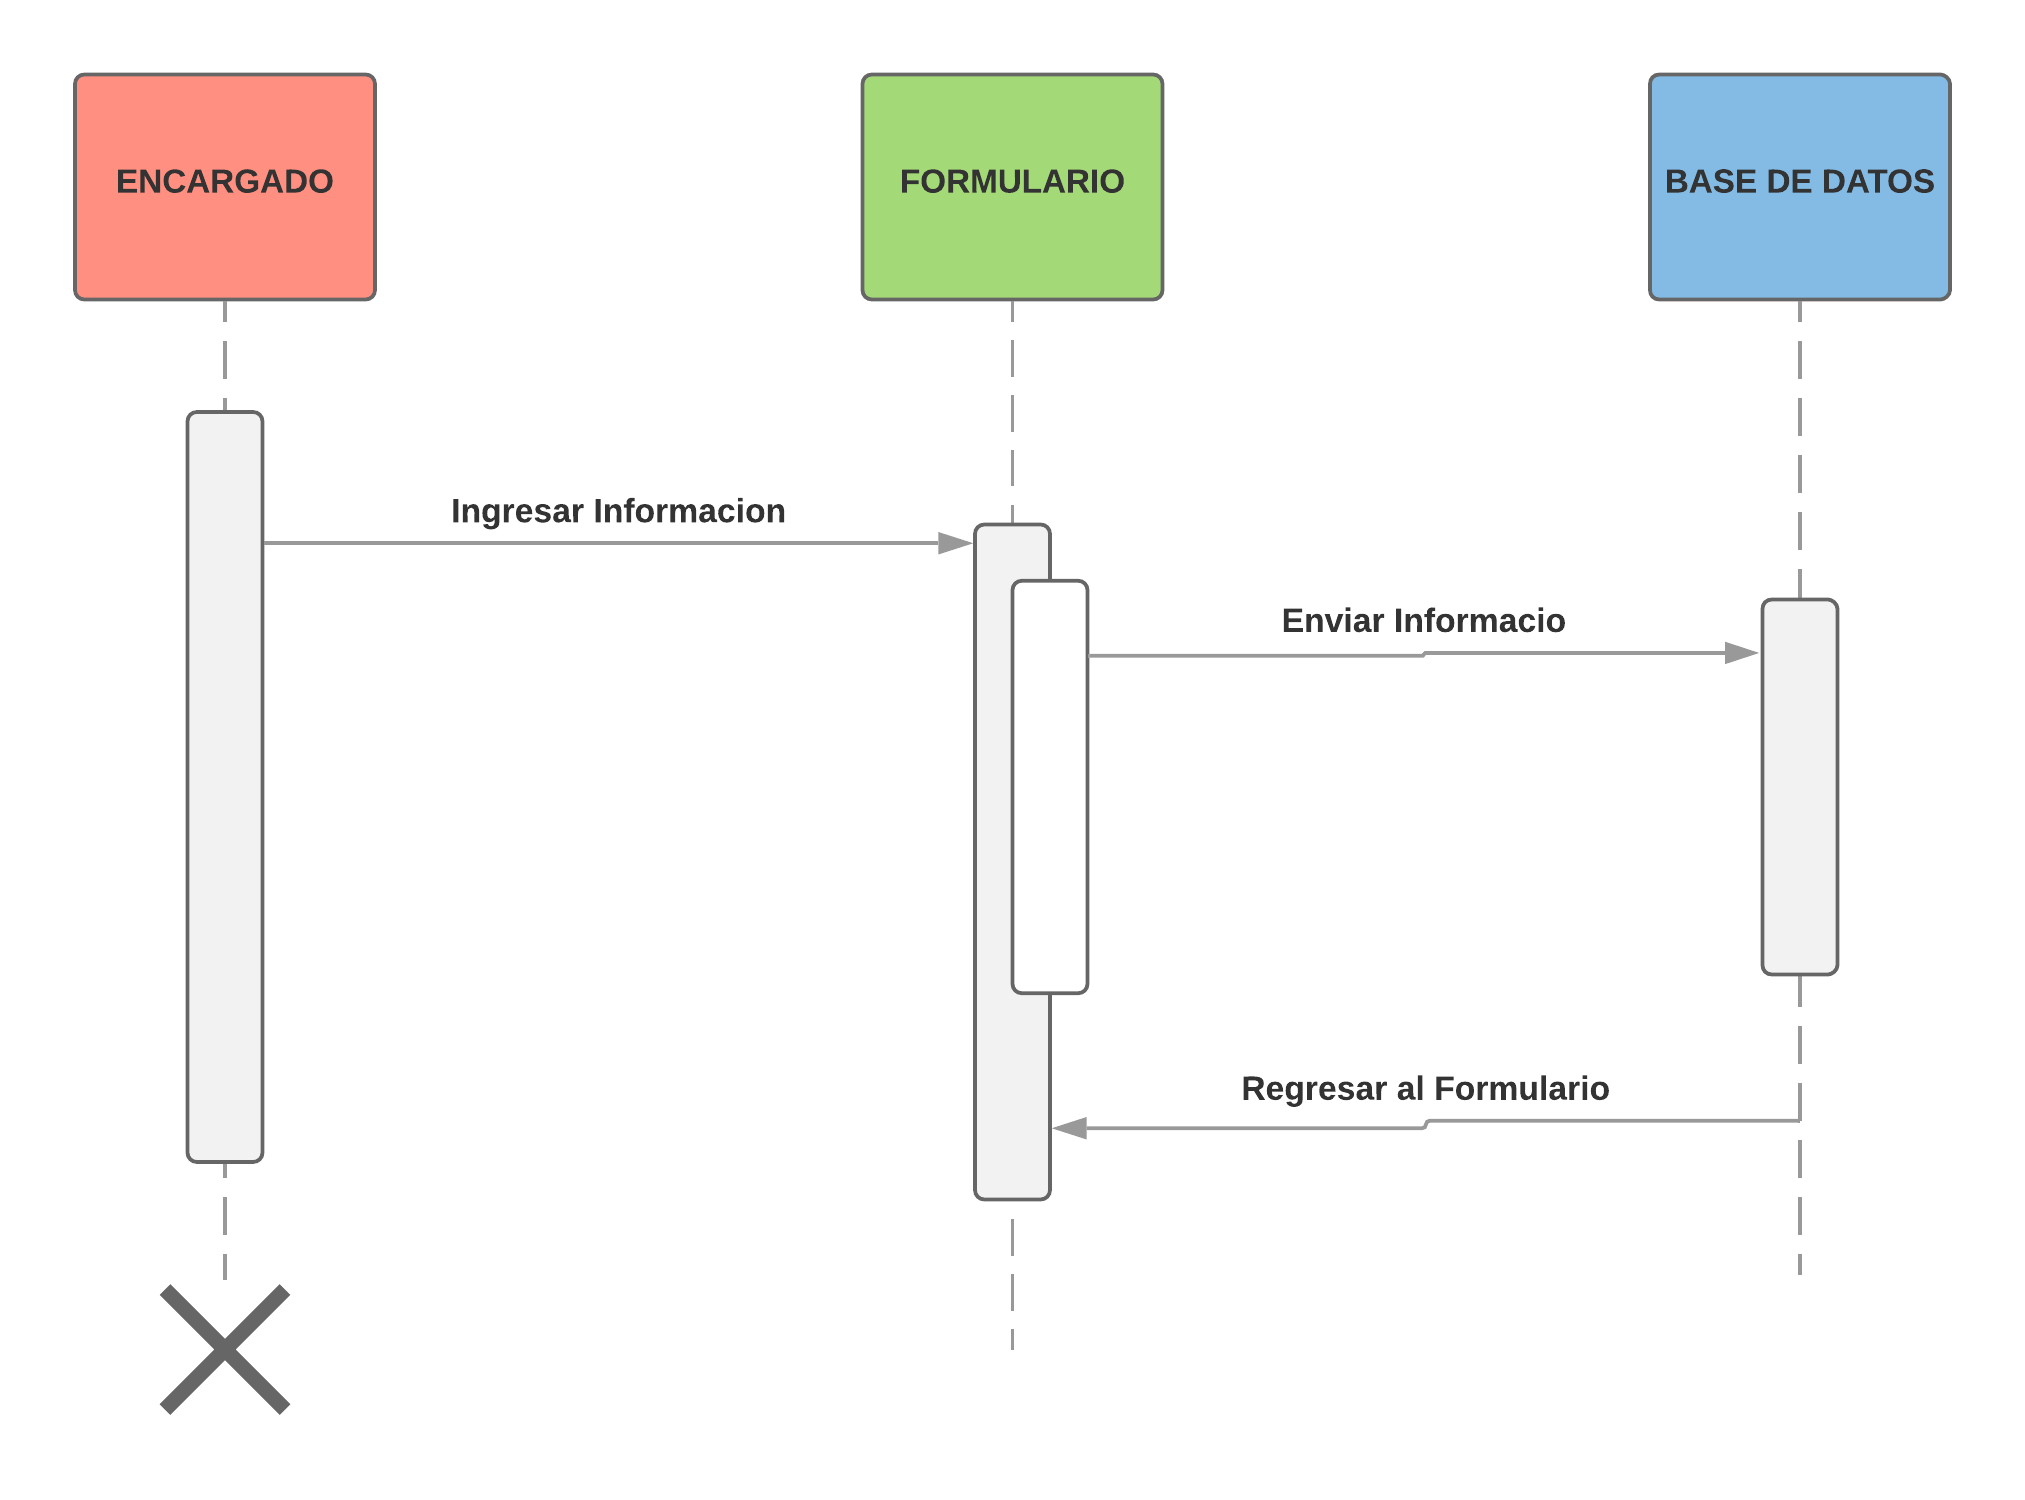 ENCARGADO
FORMULARIO
BASE DE DATOS
Ingresar Informacion
Enviar Informacio
Regresar al Formulario